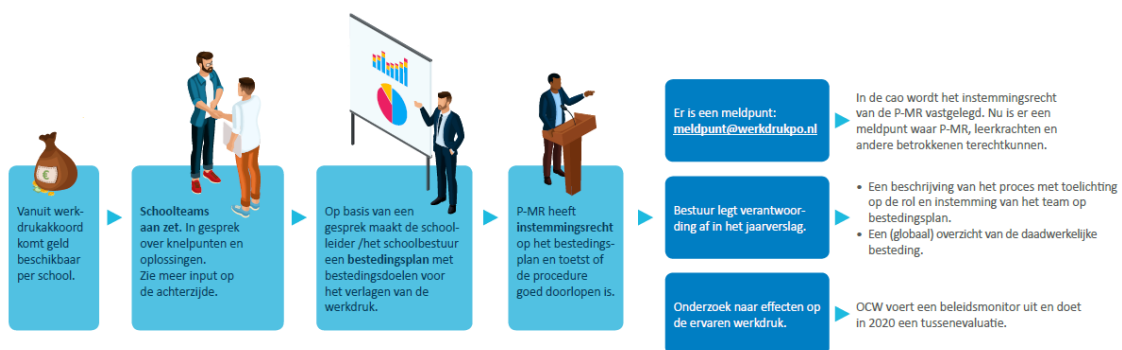 Vanuit werk-
drukakkoord
komt geld
beschikbaar
per school.
Schoolteams
aan zet. In gesprek
over knelpunten en
oplossingen.
Zie meer input op
de achterzijde.
Op basis van een
gesprek maakt de school-
leider /het schoolbestuur
een bestedingsplan met
bestedingsdoelen voor
het verlagen van de
werkdruk.
P-MR heeft
instemmingsrecht
op het bestedings-
plan en toetst of
de procedure
goed doorlopen is.
Er is een meldpunt:
meldpunt@werkdrukpo.nl
In de cao wordt het instemmingsrecht
van de P-MR vastgelegd. Nu is er een
meldpunt waar P-MR, leerkrachten en
andere betrokkenen terechtkunnen.
Bestuur legt verantwoor-
ding af in het jaarverslag.
• Een beschrijving van het proces met toelichting
op de rol en instemming van het team op
bestedingsplan.
• Een (globaal) overzicht van de daadwerkelijke
besteding.
Onderzoek naar effecten op
de ervaren werkdruk.
OCW voert een beleidsmonitor uit en doet
in 2020 een tussenevaluatie.